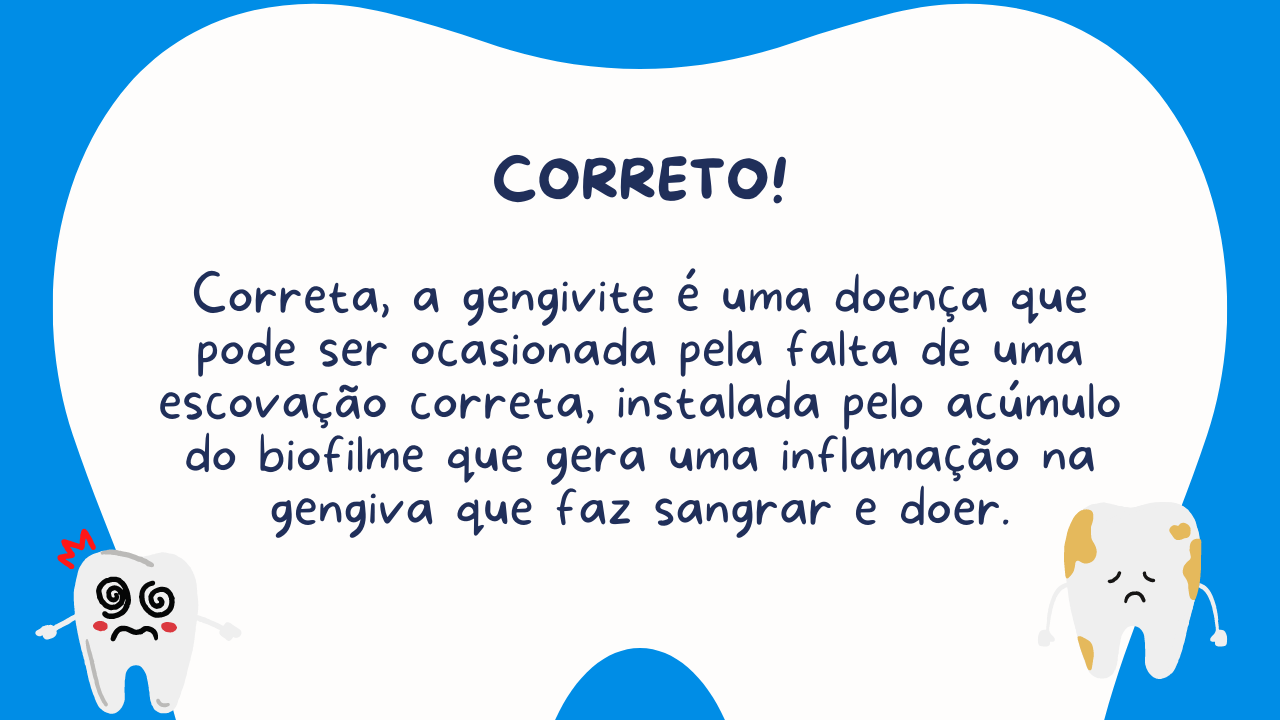 CORRETO!
Correta, a gengivite é uma doença que
pode ser ocasionada pela falta de uma
escovação correta, instalada pelo acúmulo
do biofilme que gera uma inflamação na
gengiva que faz sangrar e doer.